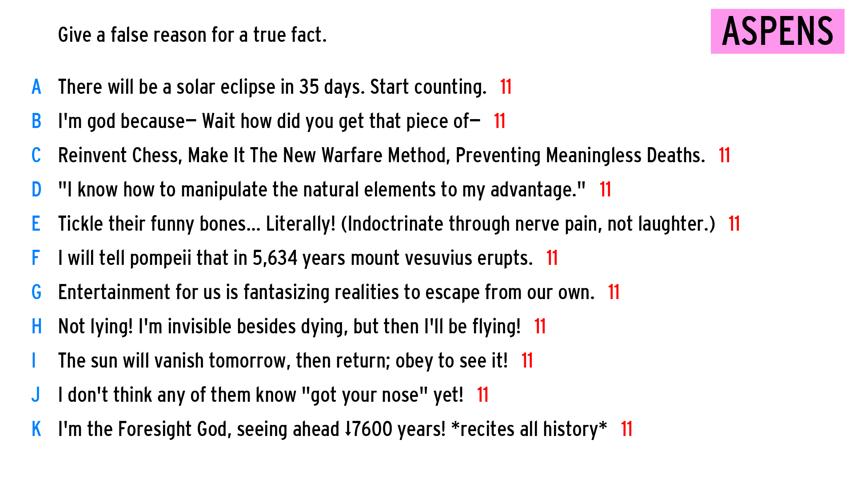 Give a false reason for a true fact.
ASPENS
A There will be a solar eclipse in 35 days. Start counting. 11
B I'm god because— Wait how did you get that piece of— 11
C Reinvent Chess, Make It The New Warfare Method, Preventing Meaningless Deaths. 11
D "I know how to manipulate the natural elements to my advantage." 11
E Tickle their funny bones... Literally! (Indoctrinate through nerve pain, not laughter.) 11
F I will tell pompeii that in 5,634 years mount vesuvius erupts. 11
G Entertainment for us is fantasizing realities to escape from our own. 11
H Not lying! I'm invisible besides dying, but then I'll be flying! 11
I The sun will vanish tomorrow, then return; obey to see it! 11
J I don't think any of them know "got your nose" yet! 11
K I'm the Foresight God, seeing ahead ↓7600 years! *recites all history* 11